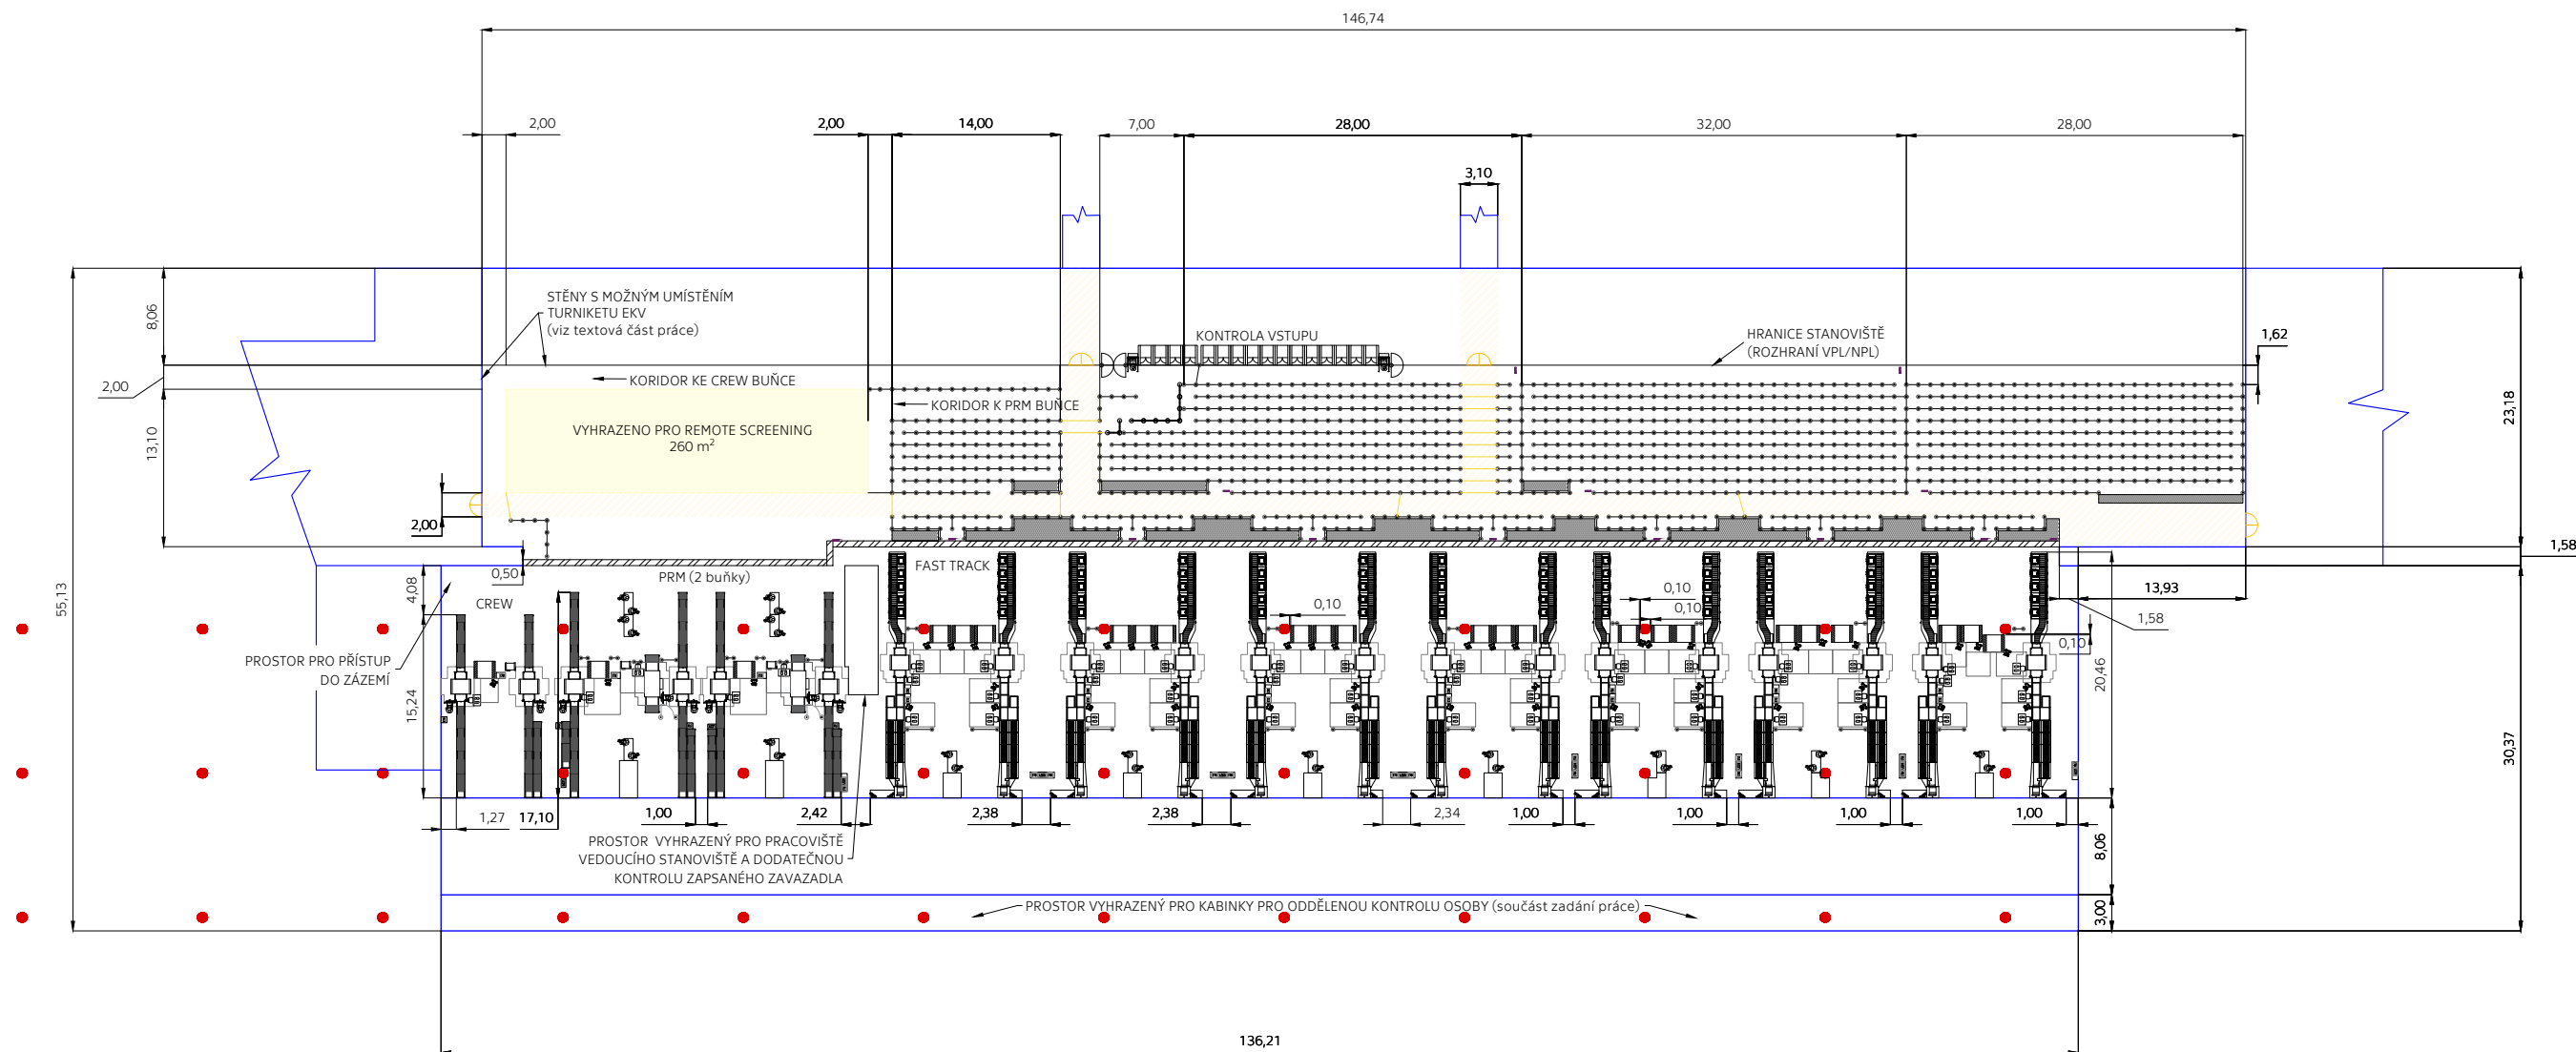 146,74
2,00
2,00
14,00
7,00
28,00
32,00
28,00
3,10
STĚNY S MOŽNÝM UMÍSTĚNÍM
TURNIKETU EKV
(viz textová část práce)
8,06
KONTROLA VSTUPU
HRANICE STANOVIŠTĚ
(ROZHRANÍ VPL/NPL)
1,62
2,00
KORIDOR KE CREW BUŇCE
KORIDOR K PRM BUŇCE
VYHRAZENO PRO REMOTE SCREENING
260 m²
13,10
23,18
2,00
1,58
55,13
0,50
4,08
PRM (2 buňky)
FAST TRACK
CREW
13,93
1,58
0,10
0,10
0,10
0,10
PROSTOR PRO PŘÍSTUP
DO ZÁZEMÍ
15,24
20,46
30,37
1,27
17,10
1,00
2,42
2,38
2,38
2,34
1,00
1,00
1,00
1,00
PROSTOR VYHRAZENÝ PRO PRACOVIŠTĚ
VEDOUCÍHO STANOVIŠTĚ A DODATEČNOU
KONTROLU ZAPSANÉHO ZAVAZADLA
8,06
PROSTOR VYHRAZENÝ PRO KABINKY PRO ODDĚLENOU KONTROLU OSOBY (součást zadání práce)
3,00
136,21